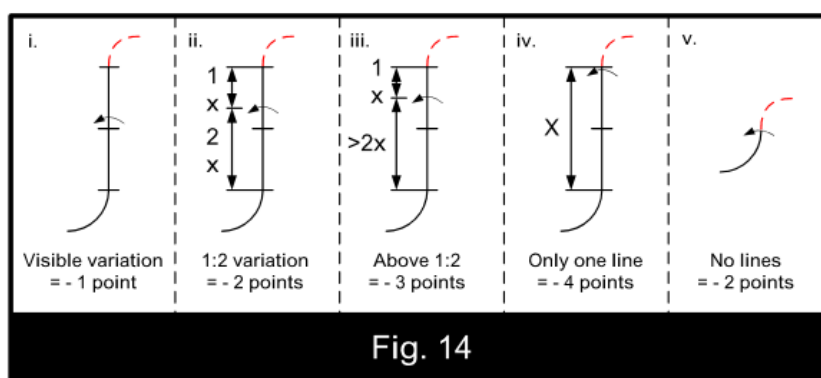 i.
1
x
ii.
1
x
2
x
iii.
1
x
>2x
iv.
X
v.
Visible variation
= - 1 point
1:2 variation
= - 2 points
Above 1:2
= - 3 points
Only one line
= - 4 points
No lines
= - 2 points
Fig. 14